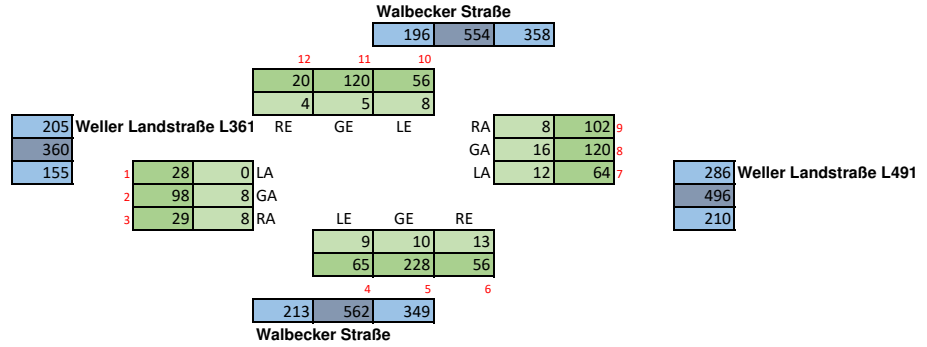 Walbecker Straße
196 554 358
12 11 10
20 120 56
4 5 8
205 Weller Landstraße L361 RE GE LE RA 8 102 9
360 GA 16 120 8
155 1 28 0 LA LA 12 64 7 286 Weller Landstraße L491
2 98 8 GA 496
3 29 8 RA LE GE RE 210
9 10 13
65 228 56
4 5 6
213 562 349
Walbecker Straße